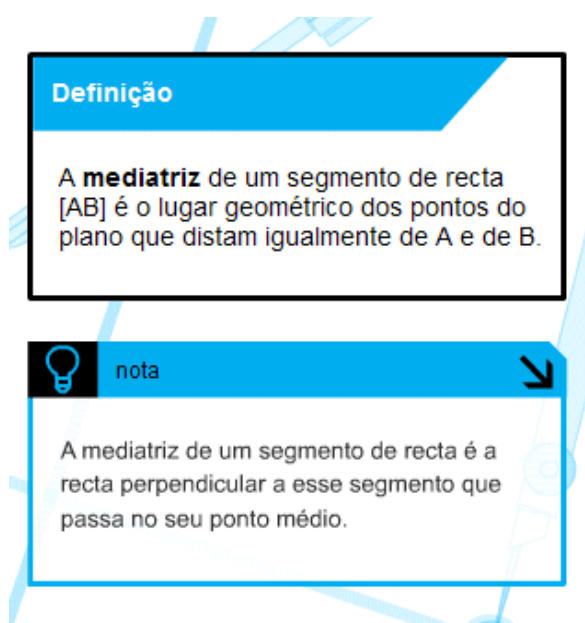 Definição
A mediatriz de um segmento de recta
[AB] é o lugar geométrico dos pontos do
plano que distam igualmente de A e de B.
nota
A mediatriz de um segmento de recta é a
recta perpendicular a esse segmento que
passa no seu ponto médio.